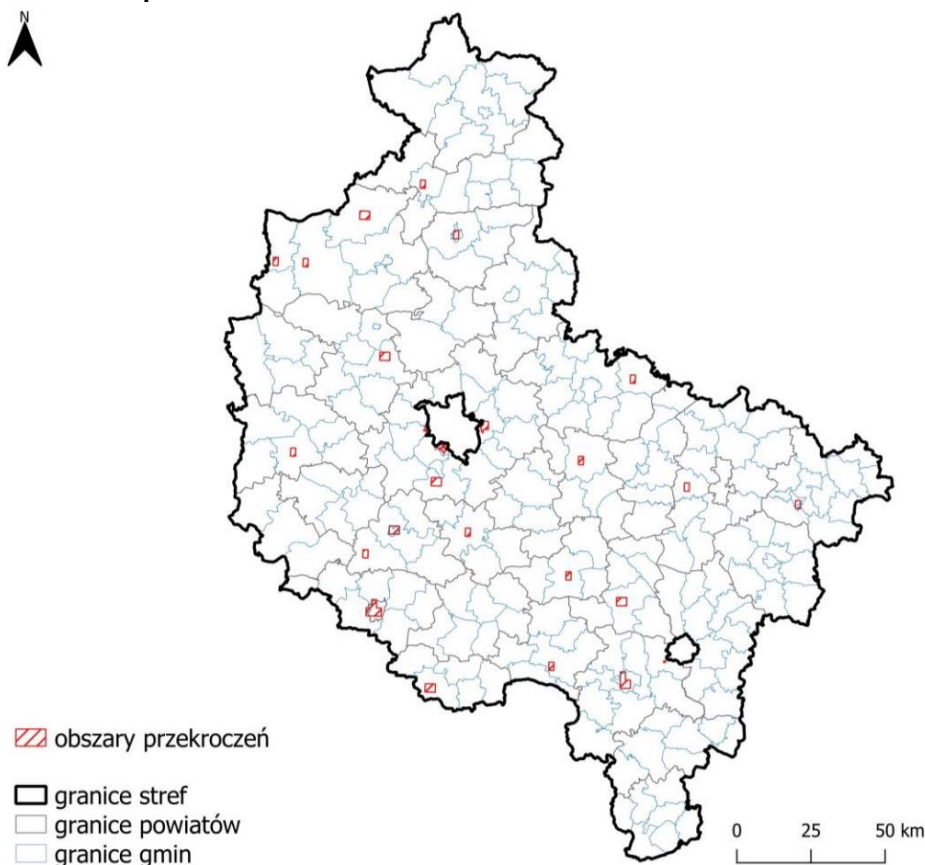 N
obszary przekroczeń
granice stref
granice powiatów
granice gmin
0 25 50 km